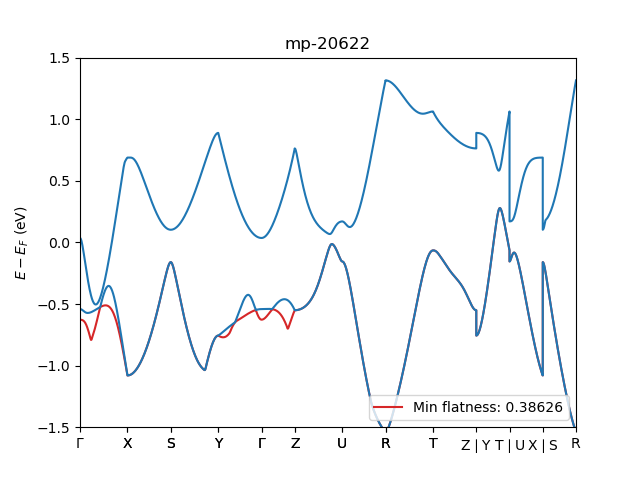 mp-20622
1.5
1.0
0.5
0.0
−0.5
−1.0
−1.5
E − E_F (eV)
Min flatness: 0.38626
Γ X S Y Γ Z U R T Z|Y T|U X|S R